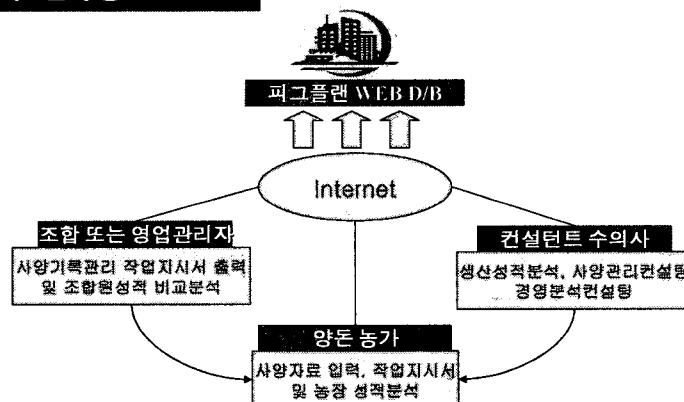 피그플랜 WEB D/B
Internet
조합 또는 영업관리자
사양기록관리 작업지시서 출력
및 조합원성적 비교분석
컨설턴트 수의사
생산성적분석, 사양관리컨설팅
경영분석컨설팅
양돈 농가
사양자료 입력, 작업지시서
및 농장 성적분석